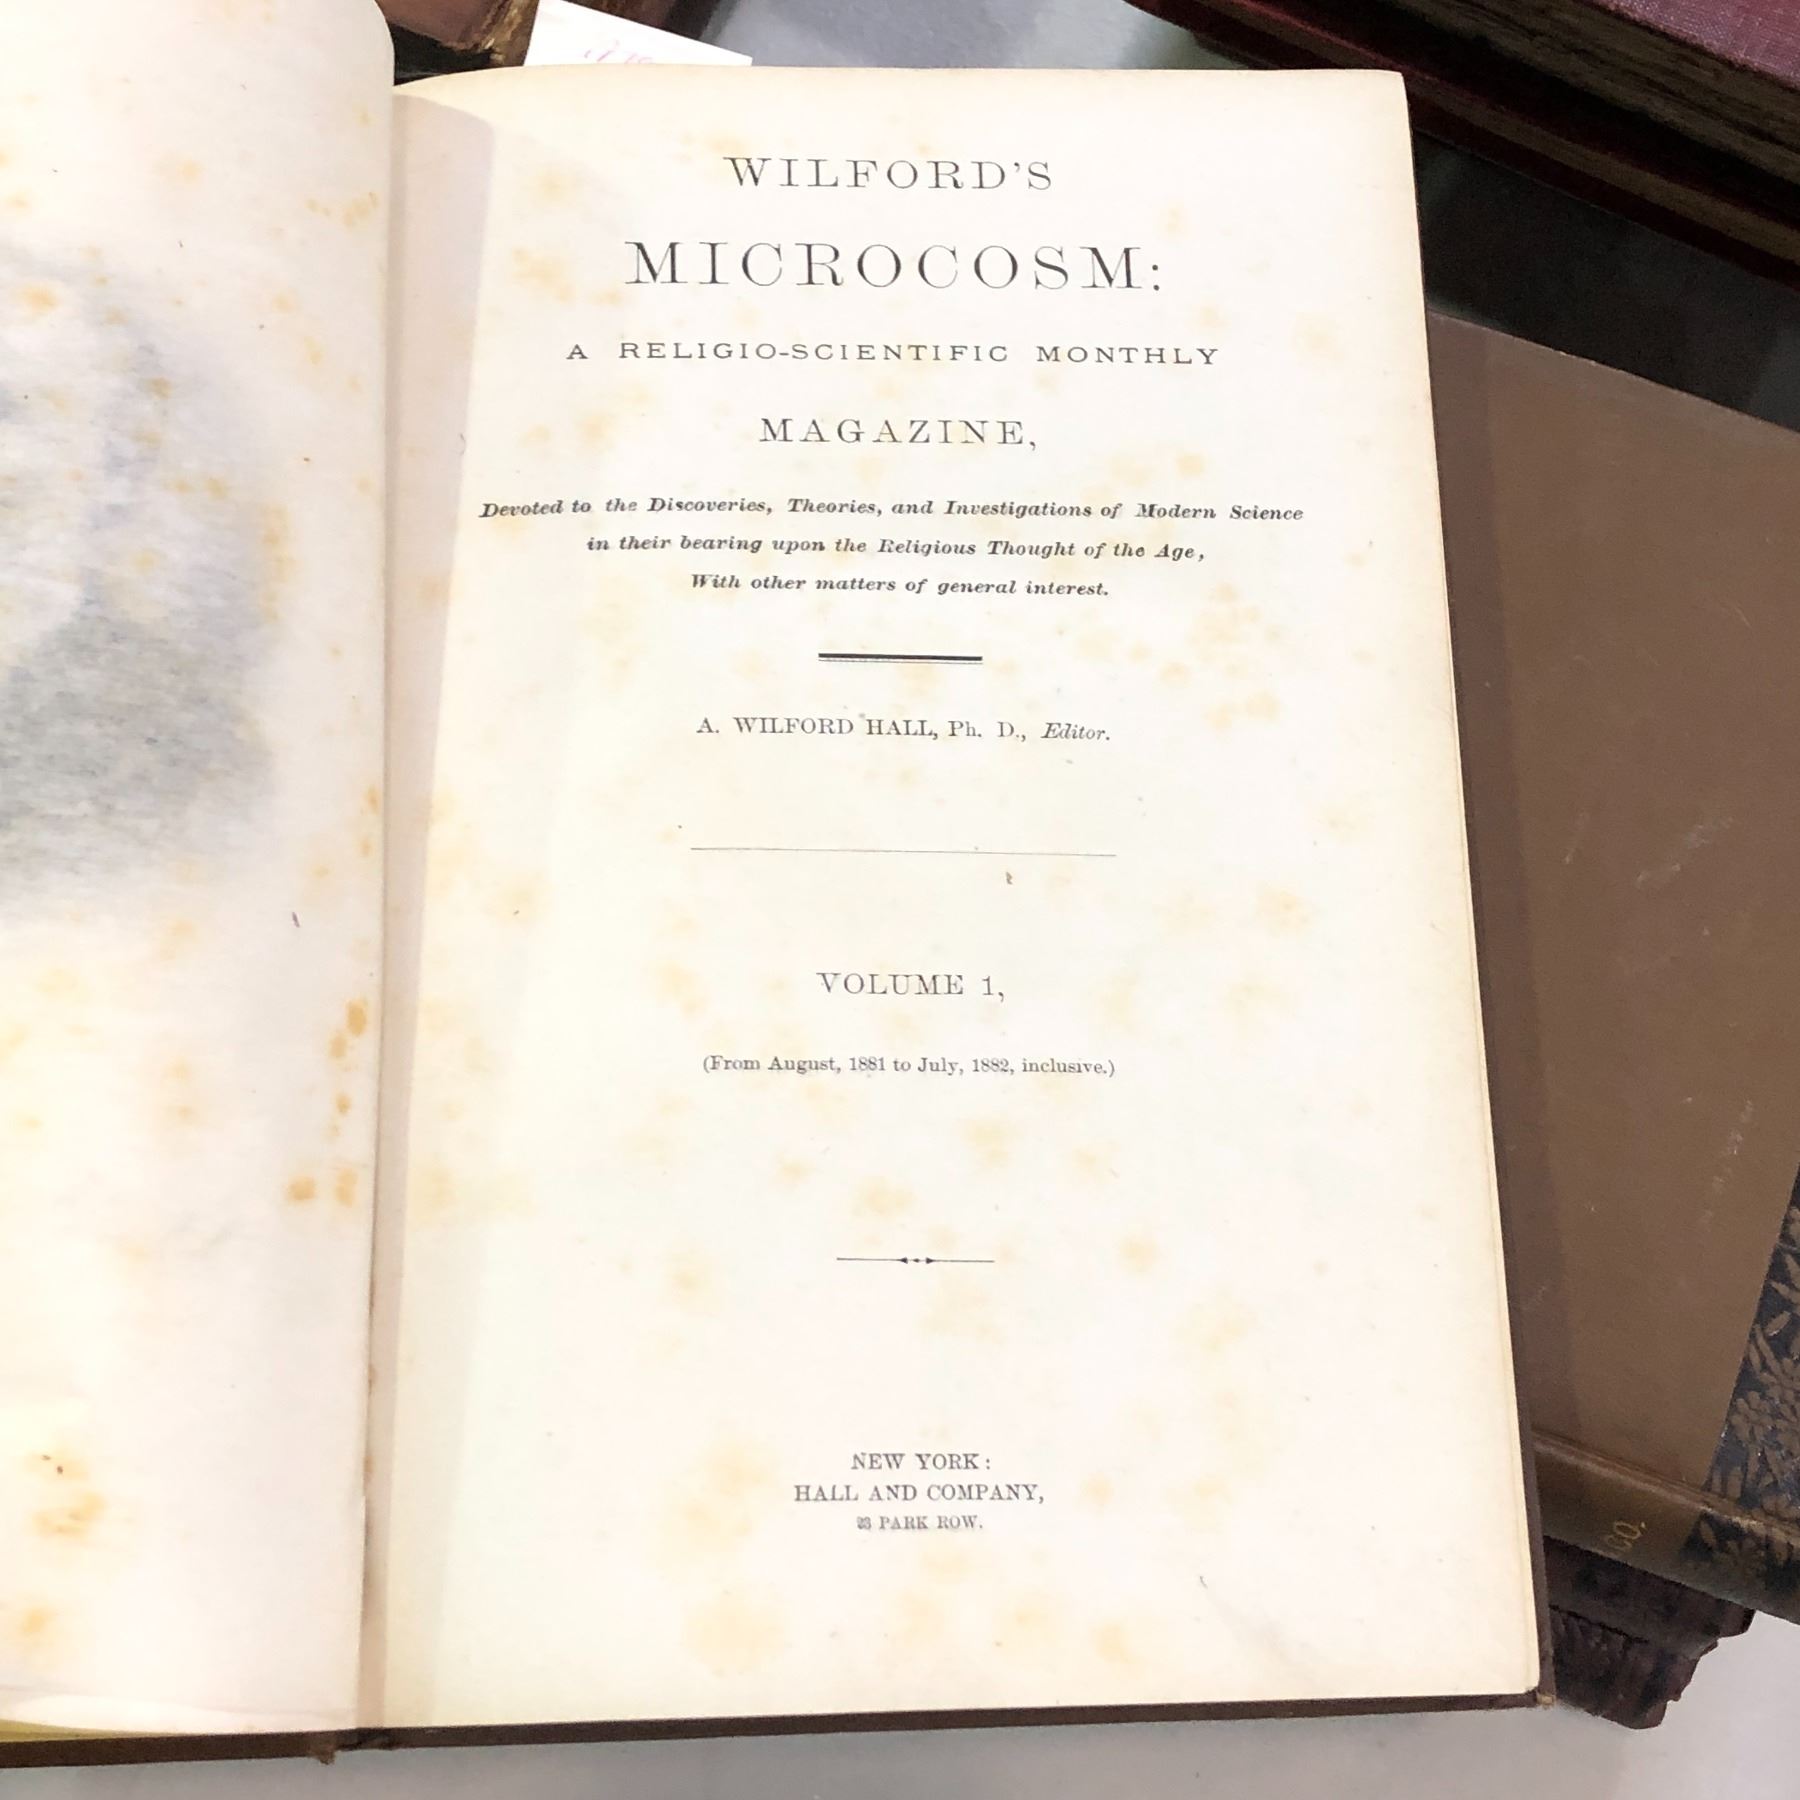 WILFORD'S
MICROCOSM:
A RELIGIO-SCIENTIFIC MONTHLY
MAGAZINE,
Devoted to the Discoveries, Theories, and Investigations of Modern Science
in their bearing upon the Religious Thought of the Age,
With other matters of general interest.
A. WILFORD HALL, Ph. D., Editor.
VOLUME 1,
(From August, 1881 to July, 1882, inclusive.)
NEW YORK:
HALL AND COMPANY,
23 PARK ROW.
CO.